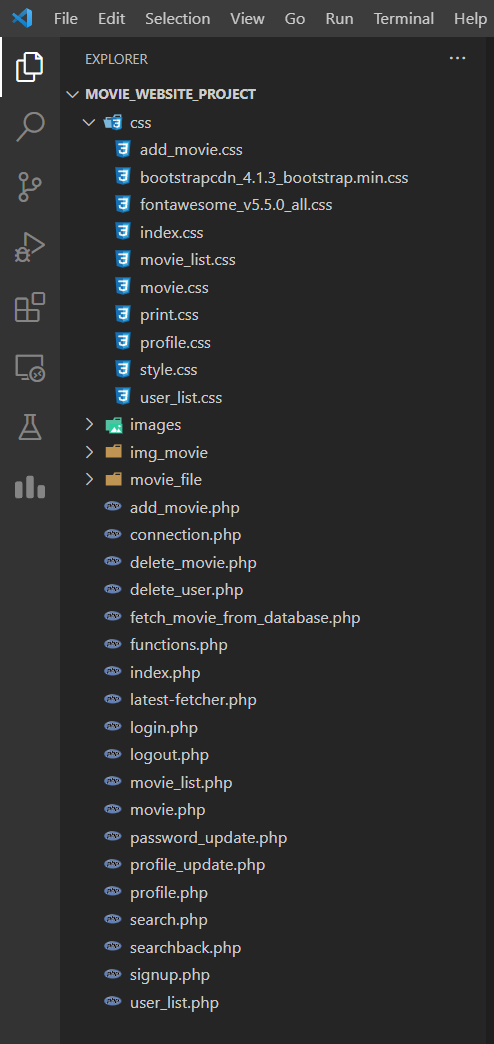 File Edit Selection View Go Run Terminal Help
EXPLORER
MOVIE_WEBSITE_PROJECT
css
add_movie.css
bootstrapcdn_4.1.3_bootstrap.min.css
fontawesome_v5.5.0_all.css
index.css
movie_list.css
movie.css
print.css
profile.css
style.css
user_list.css
images
img_movie
movie_file
add_movie.php
connection.php
delete_movie.php
delete_user.php
fetch_movie_from_database.php
functions.php
index.php
latest-fetcher.php
login.php
logout.php
movie_list.php
movie.php
password_update.php
profile_update.php
profile.php
search.php
searchback.php
signup.php
user_list.php